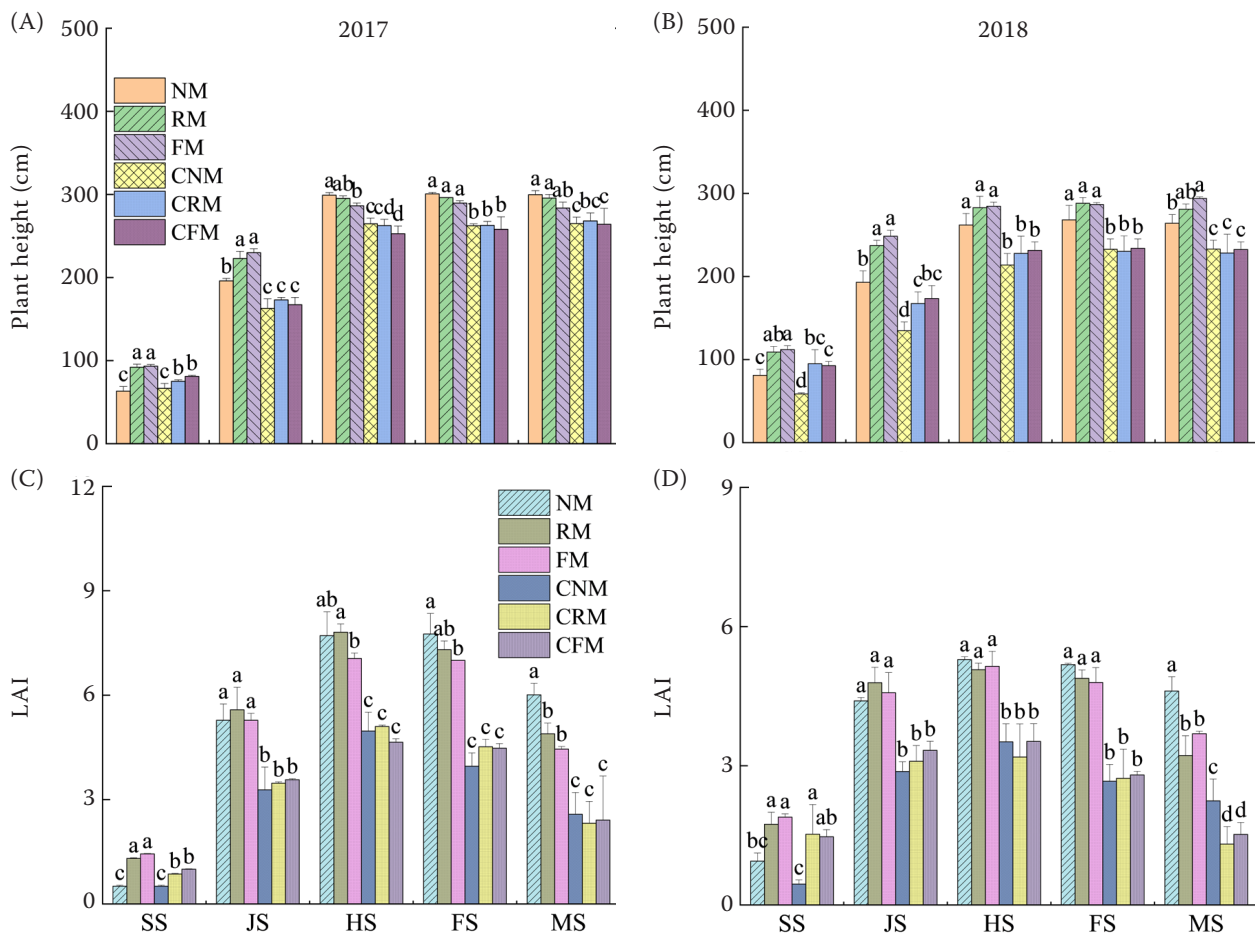 (A)
2017
500
400
300
200
100
0
Plant height (cm)
NM
RM
FM
CNM
CRM
CFM
c a a c b b
b a a c c c
a ab b c cd d
a a a b b b
a a ab c bc c
(B)
2018
500
400
300
200
100
0
Plant height (cm)
c ab a d bc c
b a a d c bc
a a a b b b
a a a b b b
b ab a c c c
(C)
12
9
6
3
0
LAI
NM
RM
FM
CNM
CRM
CFM
c a a c b b
a a a b b b
ab a b c c c
a ab b c c c
a b b c c c
SS JS HS FS MS
(D)
9
6
3
0
LAI
bc a a c a ab
a a a b b b
a a a b b b
a a a b b b
a b b c d d
SS JS HS FS MS